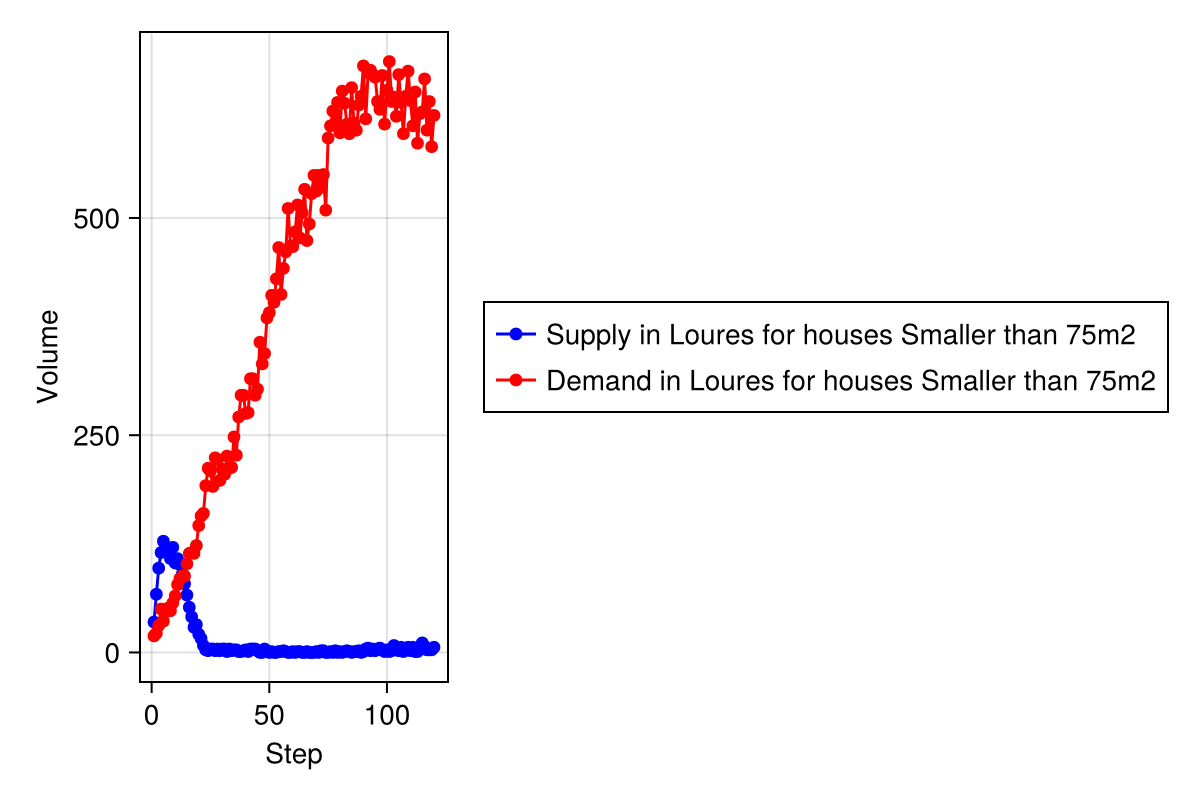 Volume
500
250
0
0 50 100
Step
Supply in Loures for houses Smaller than 75m2
Demand in Loures for houses Smaller than 75m2